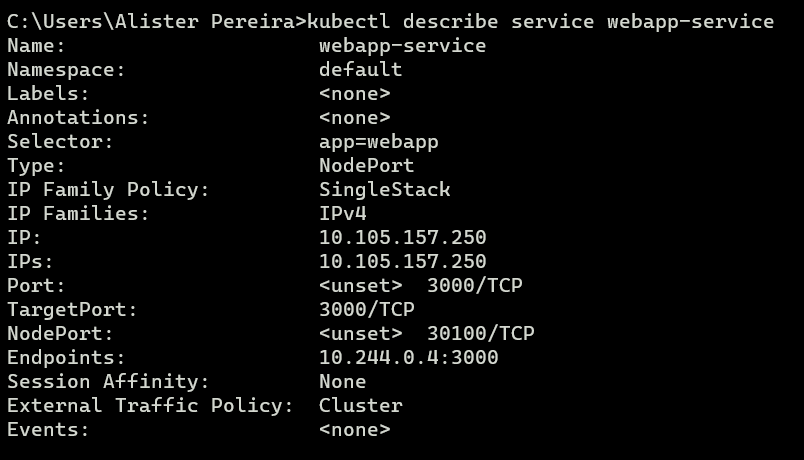 C:\Users\Alister Pereira>kubectl describe service webapp-service
Name:                     webapp-service
Namespace:                default
Labels:                   <none>
Annotations:              <none>
Selector:                 app=webapp
Type:                     NodePort
IP Family Policy:         SingleStack
IP Families:              IPv4
IP:                       10.105.157.250
IPs:                      10.105.157.250
Port:                     <unset>  3000/TCP
TargetPort:               3000/TCP
NodePort:                 <unset>  30100/TCP
Endpoints:                10.244.0.4:3000
Session Affinity:         None
External Traffic Policy:  Cluster
Events:                   <none>